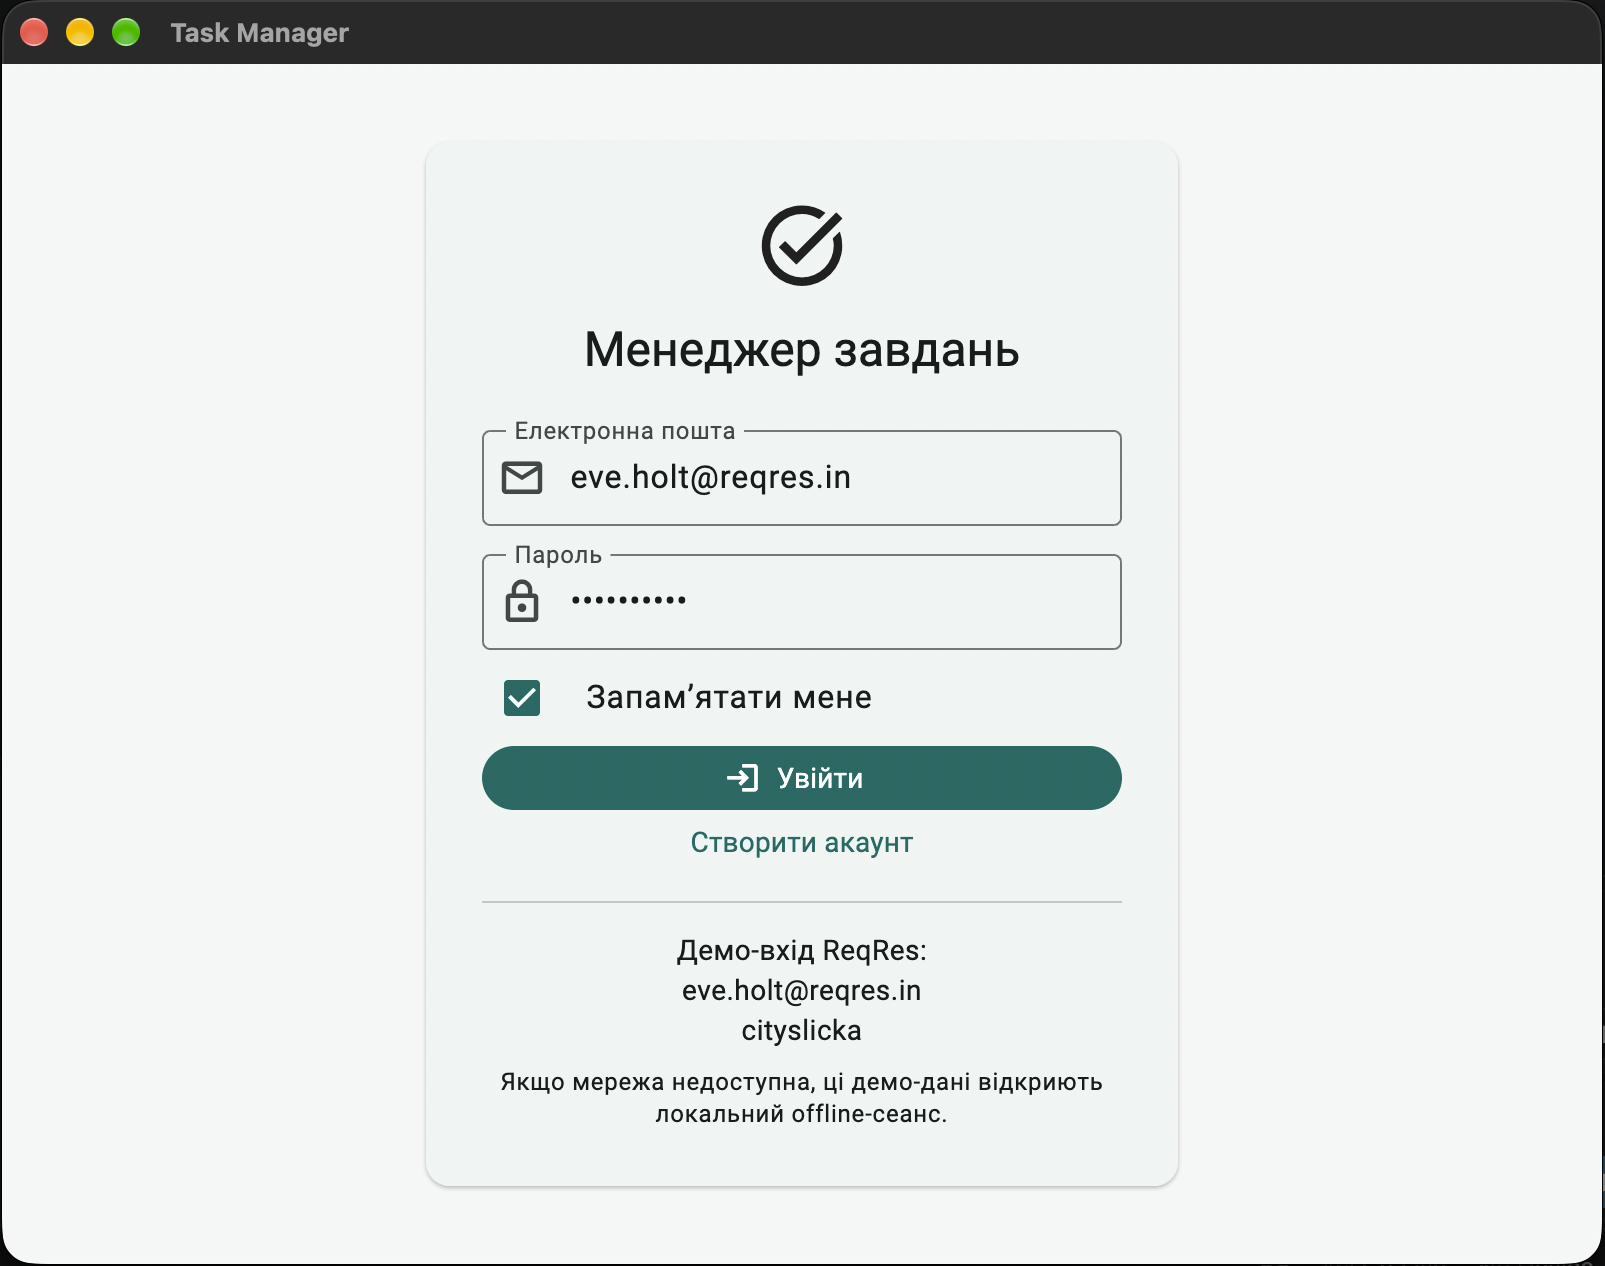 Task Manager
Менеджер завдань
Електронна пошта
eve.holt@reqres.in
Пароль
••••••••••
Запам’ятати мене
Увійти
Створити акаунт
Демо-вхід ReqRes:
eve.holt@reqres.in
cityslicka
Якщо мережа недоступна, ці демо-дані відкриють
локальний offline-сеанс.